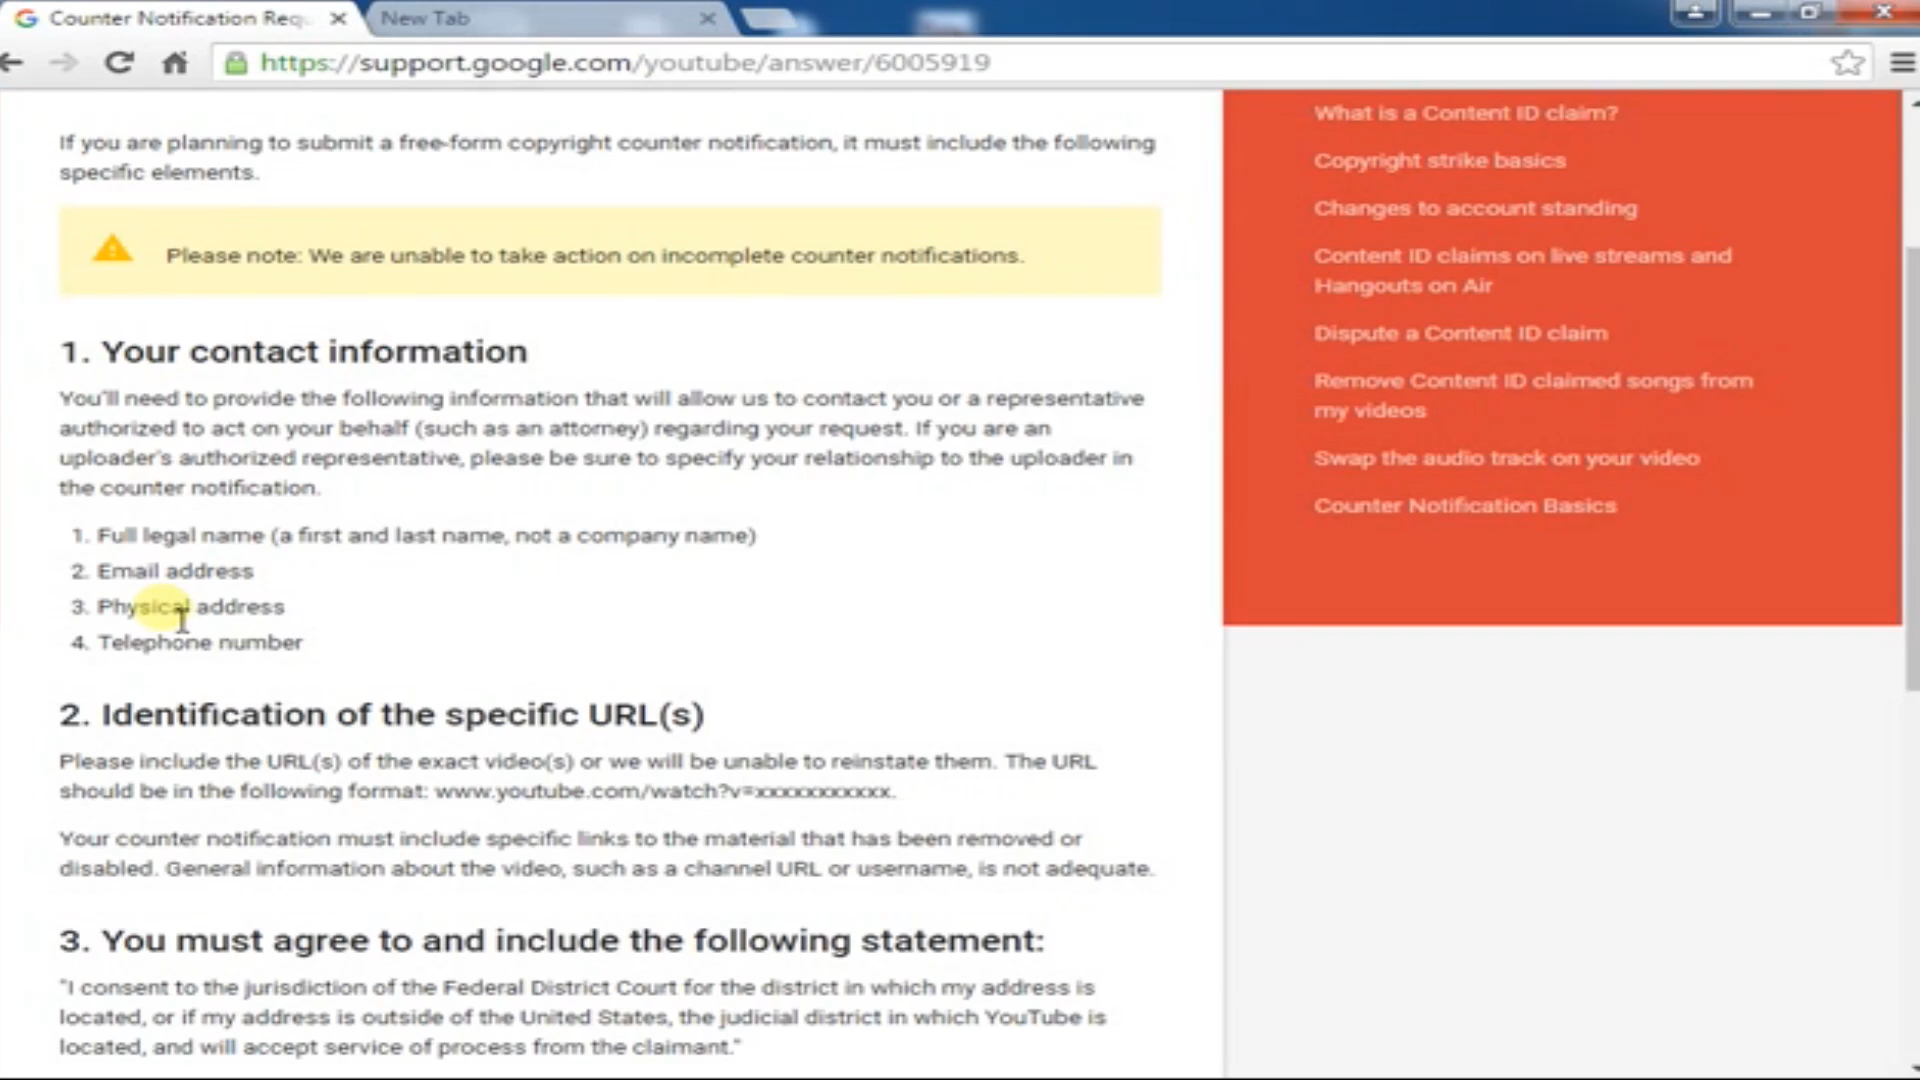 Counter Notification Req
New Tab
https://support.google.com/youtube/answer/6005919
If you are planning to submit a free-form copyright counter notification, it must include the following
specific elements.
Please note: We are unable to take action on incomplete counter notifications.
1. Your contact information
You'll need to provide the following information that will allow us to contact you or a representative
authorized to act on your behalf (such as an attorney) regarding your request. If you are an
uploader's authorized representative, please be sure to specify your relationship to the uploader in
the counter notification.
1. Full legal name (a first and last name, not a company name)
2. Email address
3. Physical address
4. Telephone number
2. Identification of the specific URL(s)
Please include the URL(s) of the exact video(s) or we will be unable to reinstate them. The URL
should be in the following format: www.youtube.com/watch?v=xxxxxxxxxxx.
Your counter notification must include specific links to the material that has been removed or
disabled. General information about the video, such as a channel URL or username, is not adequate.
3. You must agree to and include the following statement:
"I consent to the jurisdiction of the Federal District Court for the district in which my address is
located, or if my address is outside of the United States, the judicial district in which YouTube is
located, and will accept service of process from the claimant."
What is a Content ID claim?
Copyright strike basics
Changes to account standing
Content ID claims on live streams and
Hangouts on Air
Dispute a Content ID claim
Remove Content ID claimed songs from
my videos
Swap the audio track on your video
Counter Notification Basics